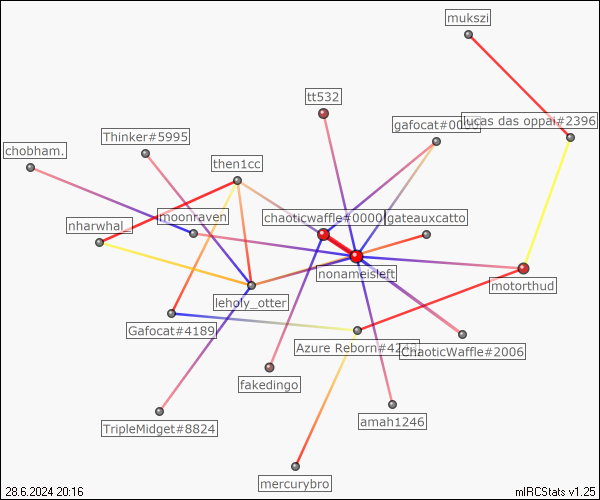 mukszi
tt532
gafocat#0000
lucas das oppai#2396
Thinker#5995
chobham.
then1cc
moonraven
chaoticwaffle#0000
gateauxcatto
nharwhal_
nonameisleft
motorthud
leholy_otter
Gafocat#4189
Azure Reborn#4243
ChaoticWaffle#2006
fakedingo
amah1246
TripleMidget#8824
mercurybro
28.6.2024 20:16
mIRCStats v1.25